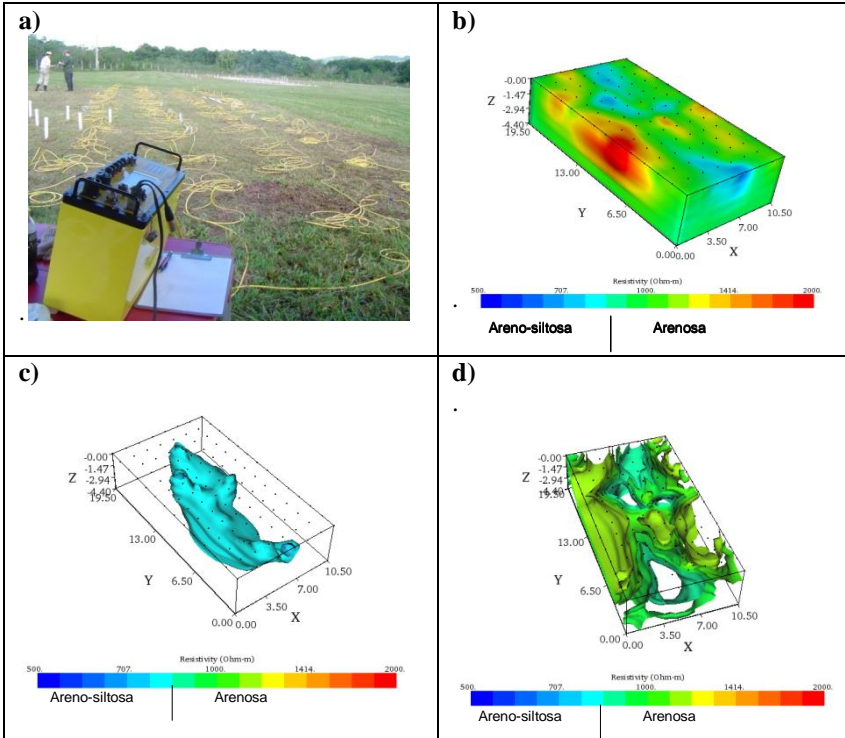 a)
.
b)
-0.00
-1.47
Z
-2.94
-4.40
19.50
13.00
Y
6.50
0.00
0.00
3.50
7.00
10.50
X
Resistivity (Ohm-m)
500. 707. 1000. 1414. 2000.
.
Areno-siltosa Arenosa
c)
-0.00
-1.47
Z
-2.94
-4.40
19.50
13.00
Y
6.50
0.00
0.00
3.50
7.00
10.50
X
Resistivity (Ohm-m)
500. 707. 1000. 1414. 2000.
Areno-siltosa Arenosa
d)
.
-0.00
-1.47
Z
-2.94
-4.40
19.50
13.00
Y
6.50
0.00
0.00
3.50
7.00
10.50
X
Resistivity (Ohm-m)
500. 707. 1000. 1414. 2000.
Areno-siltosa Arenosa